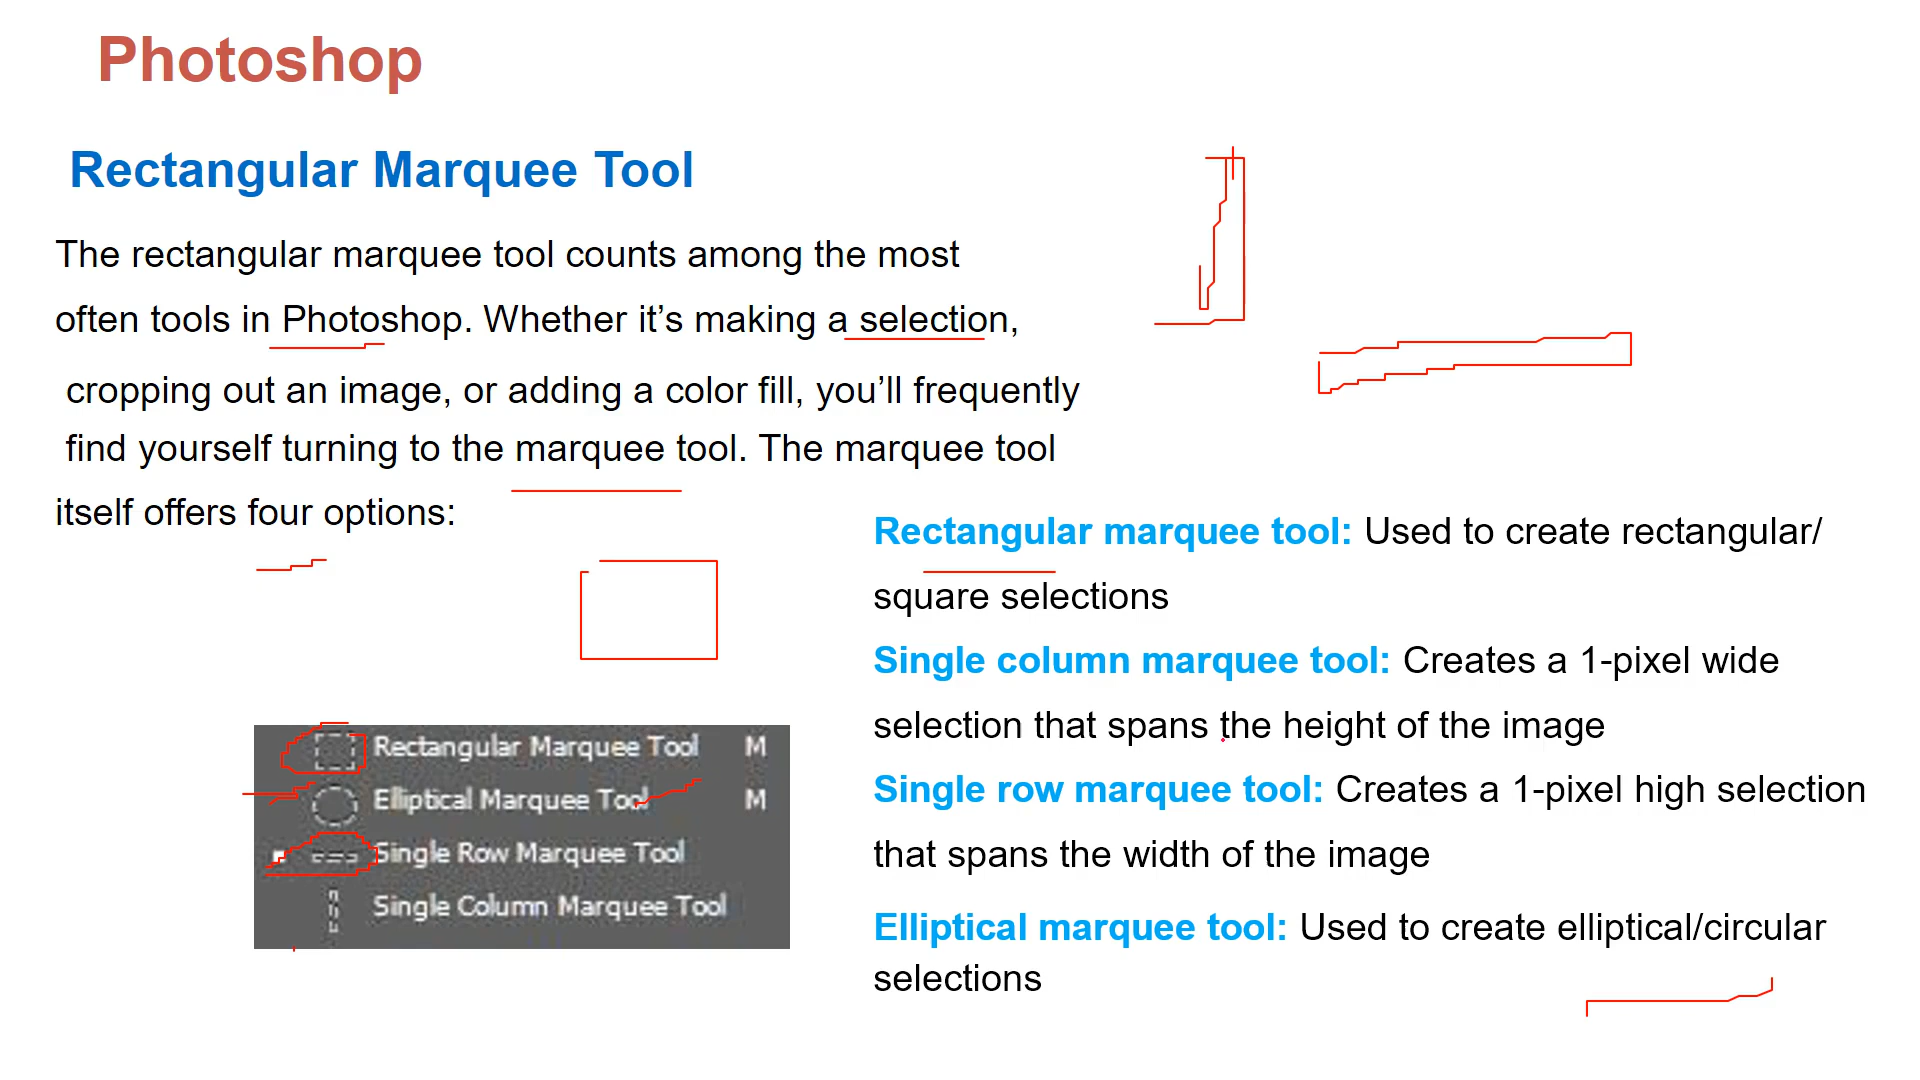 Photoshop
Rectangular Marquee Tool
The rectangular marquee tool counts among the most
often tools in Photoshop. Whether it’s making a selection,
cropping out an image, or adding a color fill, you’ll frequently
find yourself turning to the marquee tool. The marquee tool
itself offers four options:
Rectangular Marquee Tool M
Elliptical Marquee Tool M
Single Row Marquee Tool
Single Column Marquee Tool
Rectangular marquee tool: Used to create rectangular/
square selections
Single column marquee tool: Creates a 1-pixel wide
selection that spans the height of the image
Single row marquee tool: Creates a 1-pixel high selection
that spans the width of the image
Elliptical marquee tool: Used to create elliptical/circular
selections